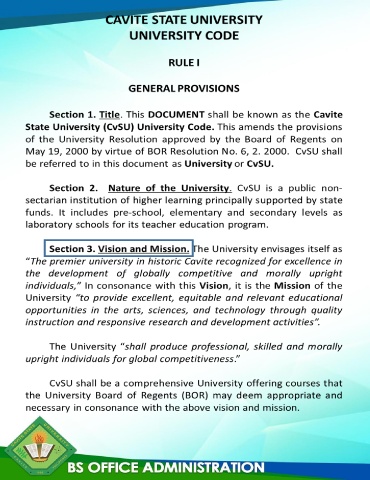 CAVITE STATE UNIVERSITY
UNIVERSITY CODE
RULE I
GENERAL PROVISIONS
Section 1. Title. This DOCUMENT shall be known as the Cavite
State University (CvSU) University Code. This amends the provisions
of the University Resolution approved by the Board of Regents on
May 19, 2000 by virtue of BOR Resolution No. 6, 2. 2000. CvSU shall
be referred to in this document as University or CvSU.
Section 2. Nature of the University. CvSU is a public non-
sectarian institution of higher learning principally supported by state
funds. It includes pre-school, elementary and secondary levels as
laboratory schools for its teacher education program.
Section 3. Vision and Mission. The University envisages itself as
“The premier university in historic Cavite recognized for excellence in
the development of globally competitive and morally upright
individuals,” In consonance with this Vision, it is the Mission of the
University “to provide excellent, equitable and relevant educational
opportunities in the arts, sciences, and technology through quality
instruction and responsive research and development activities”.
The University “shall produce professional, skilled and morally
upright individuals for global competitiveness.”
CvSU shall be a comprehensive University offering courses that
the University Board of Regents (BOR) may deem appropriate and
necessary in consonance with the above vision and mission.
BS OFFICE ADMINISTRATION